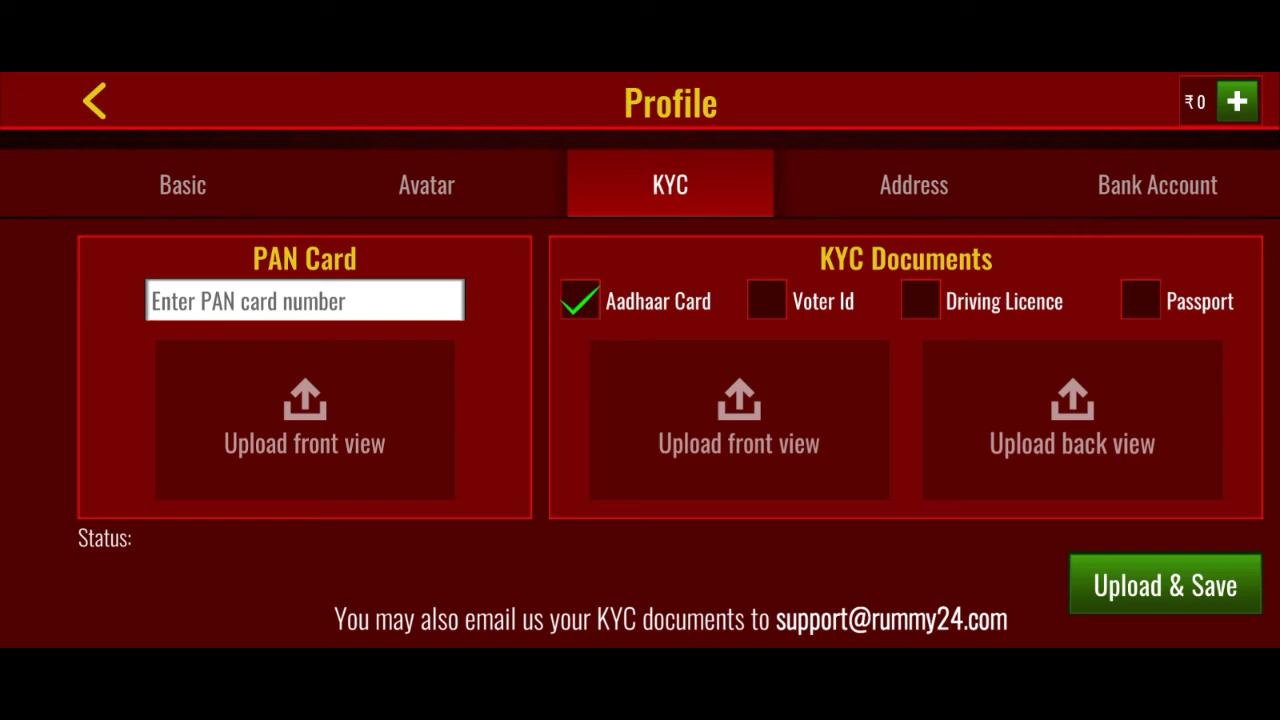 Profile
₹ 0
Basic
Avatar
KYC
Address
Bank Account
PAN Card
Enter PAN card number
Upload front view
KYC Documents
Aadhaar Card
Voter Id
Driving Licence
Passport
Upload front view
Upload back view
Status:
Upload & Save
You may also email us your KYC documents to support@rummy24.com